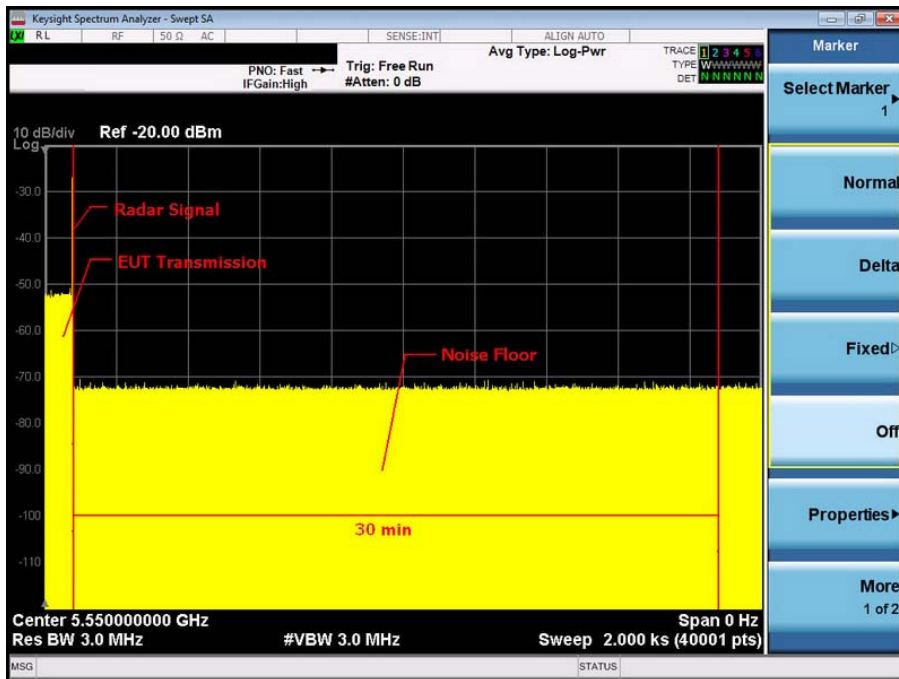 Keysight Spectrum Analyzer - Swept SA
LXI RL RF 50 Ω AC SENSE:INT ALIGN AUTO
Avg Type: Log-Pwr
PNO: Fast
IFGain:High
Trig: Free Run
#Atten: 0 dB
TRACE 1 2 3 4 5 6
TYPE W
DET N N N N N N
10 dB/div
Log
Ref -20.00 dBm
-30.0
-40.0
-50.0
-60.0
-70.0
-80.0
-90.0
-100
-110
Radar Signal
EUT Transmission
Noise Floor
30 min
Center 5.550000000 GHz
Span 0 Hz
Res BW 3.0 MHz
#VBW 3.0 MHz
Sweep 2.000 ks (40001 pts)
MSG
STATUS
Marker
Select Marker
1
Normal
Delta
Fixed
Off
Properties
More
1 of 2